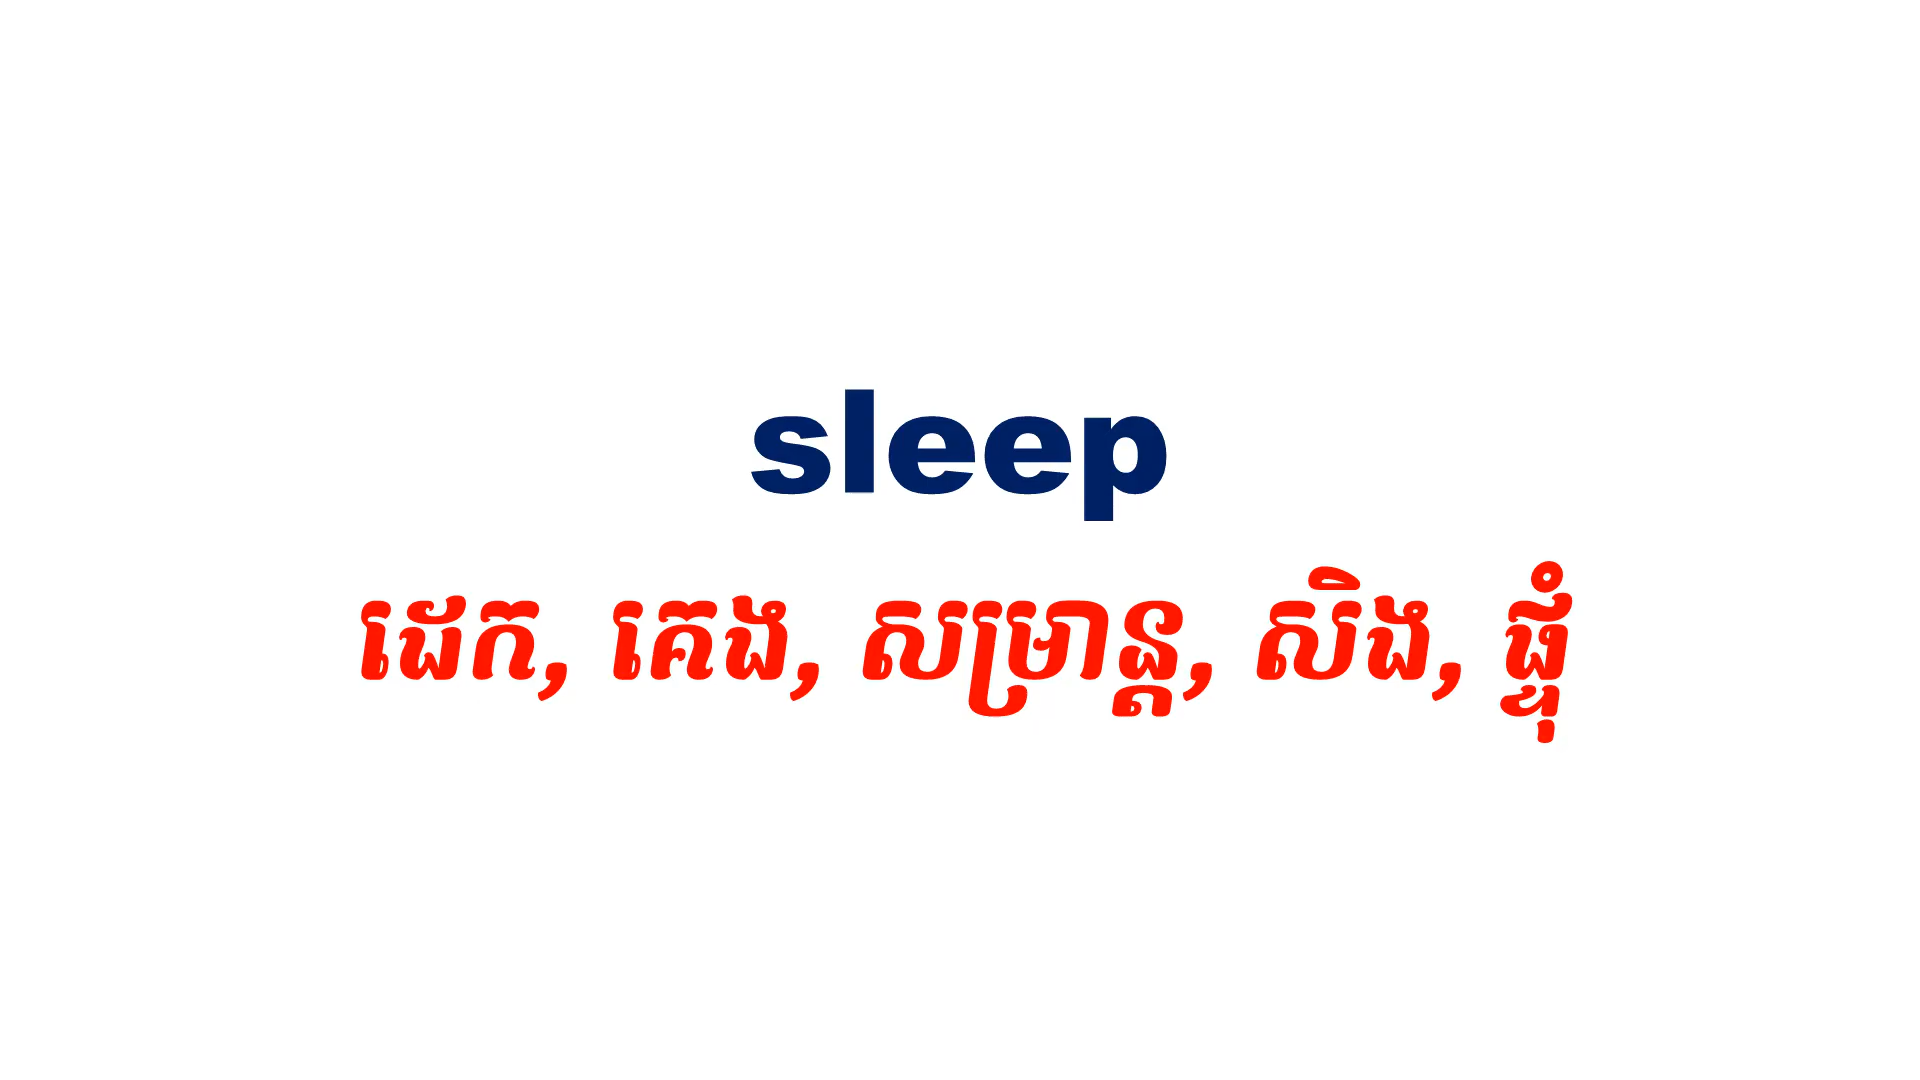 sleep
ដេក, គេង, សម្រាន្ត, សិង, ផ្ទុំ